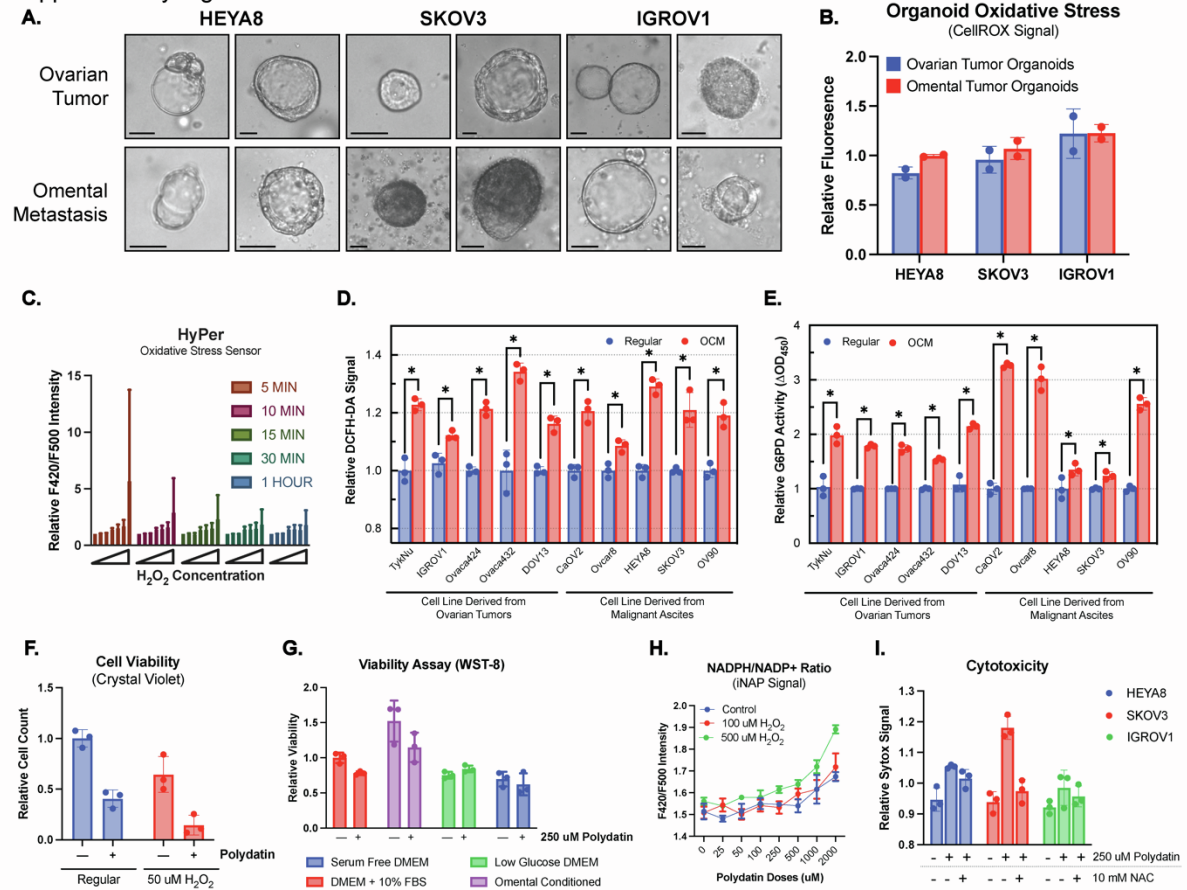 A.
HEYA8 SKOV3 IGROV1
Ovarian
Tumor
Omental
Metastasis
B.
Organoid Oxidative Stress
(CellROX Signal)
Ovarian Tumor Organoids
Omental Tumor Organoids
Relative Fluoresence
2.0
1.5
1.0
0.5
0.0
HEYA8 SKOV3 IGROV1
C.
HyPer
Oxidative Stress Sensor
Relative F420/F500 Intensity
15
10
5
0
5 MIN
10 MIN
15 MIN
30 MIN
1 HOUR
H2O2 Concentration
D.
Regular OCM
Relative DCFH-DA Signal
1.4
1.2
1.0
0.8
* * * * * * * * * *
TykNu IGROV1 Ovaca424 Ovaca432 DOV13 CaOV2 Ovcar8 HEYA8 SKOV3 OV90
Cell Line Derived from
Ovarian Tumors
Cell Line Derived from
Malignant Ascites
E.
Regular OCM
Relative G6PD Activity (ΔOD450)
4
3
2
1
0
* * * * * * * * * *
TykNu IGROV1 Ovaca424 Ovaca432 DOV13 CaOV2 Ovcar8 HEYA8 SKOV3 OV90
Cell Line Derived from
Ovarian Tumors
Cell Line Derived from
Malignant Ascites
F.
Cell Viability
(Crystal Violet)
Relative Cell Count
1.5
1.0
0.5
0.0
— + — + Polydatin
Regular 50 uM H2O2
G.
Viability Assay (WST-8)
Relative Viability
2.0
1.5
1.0
0.5
0.0
— + — + — + — +
250 uM Polydatin
Serum Free DMEM Low Glucose DMEM
DMEM + 10% FBS Omental Conditioned
H.
NADPH/NADP+ Ratio
(iNAP Signal)
Control
100 uM H2O2
500 uM H2O2
F420/F500 Intensity
2.0
1.9
1.8
1.7
1.6
1.5
1.4
0 25 50 100 250 500 1000 2000
Polydatin Doses (uM)
I.
Cytotoxicity
HEYA8
SKOV3
IGROV1
Relative Sytox Signal
1.3
1.2
1.1
1.0
0.9
0.8
- + + - + + - + + 250 uM Polydatin
- - + - - + - - + 10 mM NAC